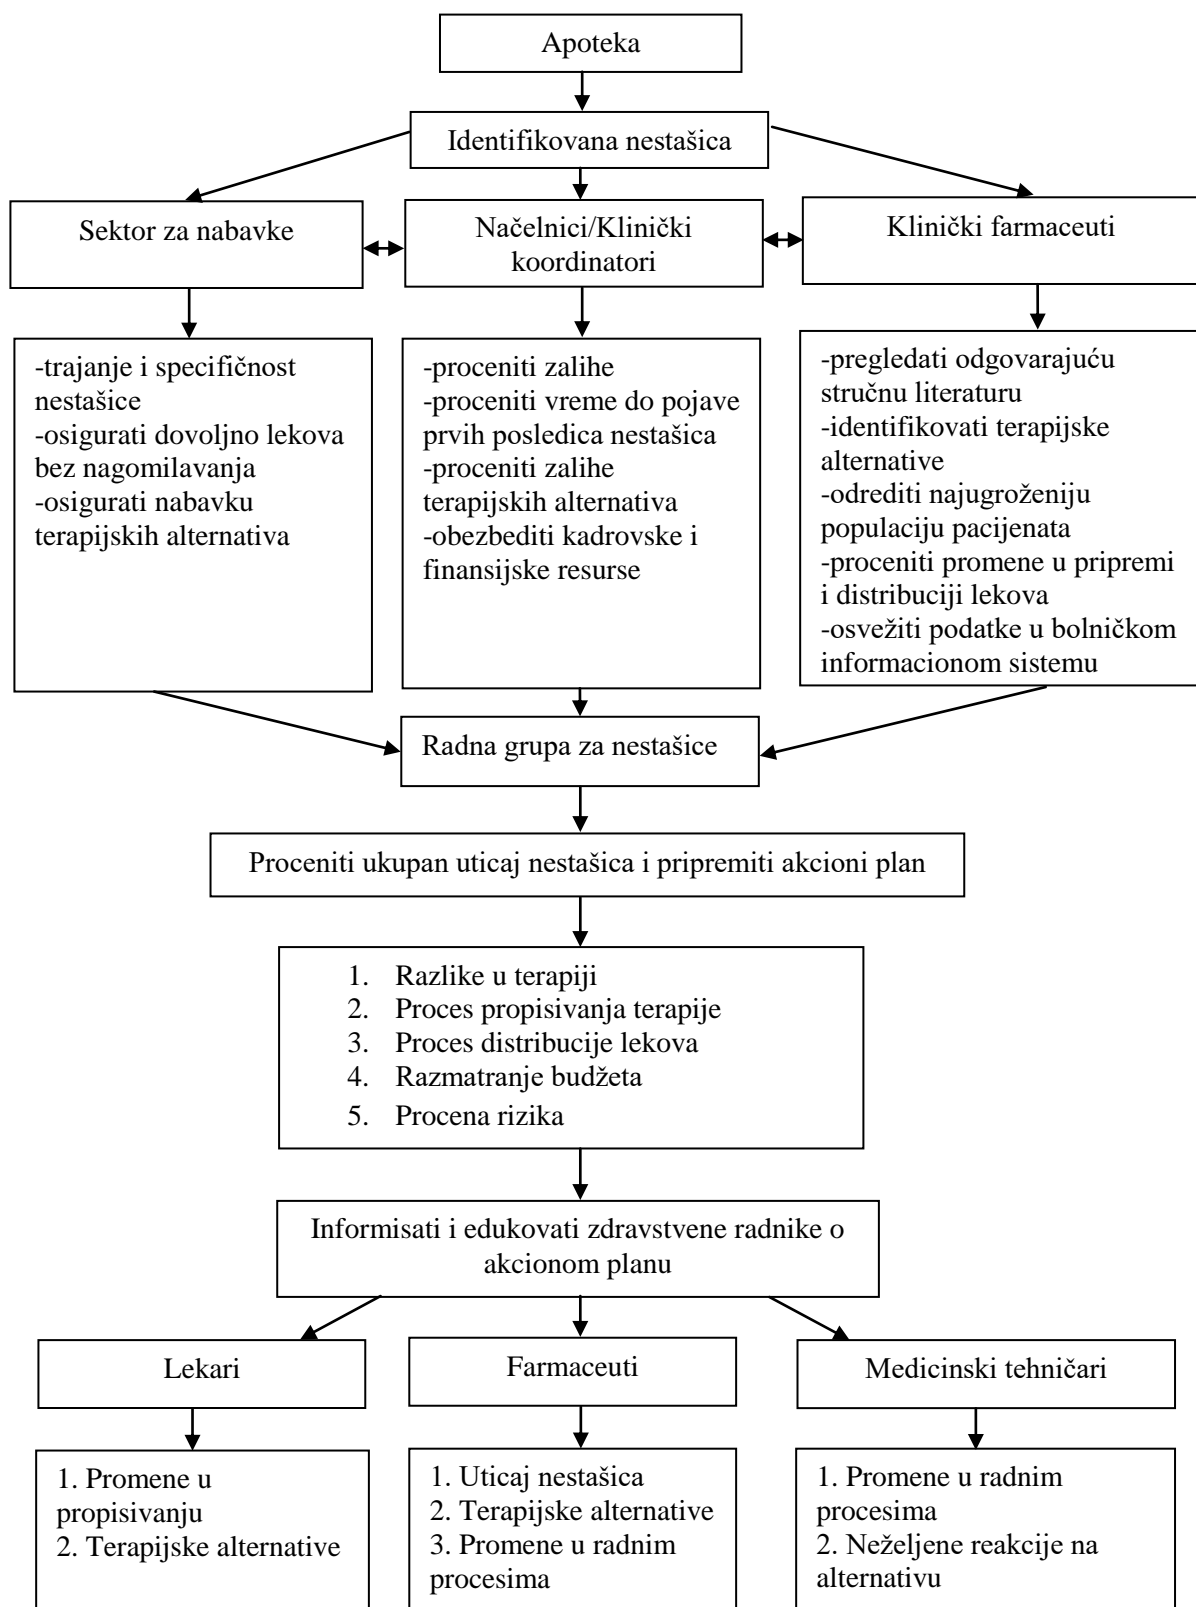 Apoteka
Identifikovana nestašica
Sektor za nabavke
Načelnici/Klinički
koordinatori
Klinički farmaceuti
-trajanje i specifičnost
nestašice
-osigurati dovoljno lekova
bez nagomilavanja
-osigurati nabavku
terapijskih alternativa
-proceniti zalihe
-proceniti vreme do pojave
prvih posledica nestašica
-proceniti zalihe
terapijskih alternativa
-obezbediti kadrovske i
finansijske resurse
-pregledati odgovarajuću
stručnu literaturu
-identifikovati terapijske
alternative
-odrediti najugroženiju
populaciju pacijenata
-proceniti promene u pripremi
i distribuciji lekova
-osvežiti podatke u bolničkom
informacionom sistemu
Radna grupa za nestašice
Proceniti ukupan uticaj nestašica i pripremiti akcioni plan
1. Razlike u terapiji
2. Proces propisivanja terapije
3. Proces distribucije lekova
4. Razmatranje budžeta
5. Procena rizika
Informisati i edukovati zdravstvene radnike o
akcionom planu
Lekari
Farmaceuti
Medicinski tehničari
1. Promene u
propisivanju
2. Terapijske alternative
1. Uticaj nestašica
2. Terapijske alternative
3. Promene u radnim
procesima
1. Promene u radnim
procesima
2. Neželjene reakcije na
alternativu